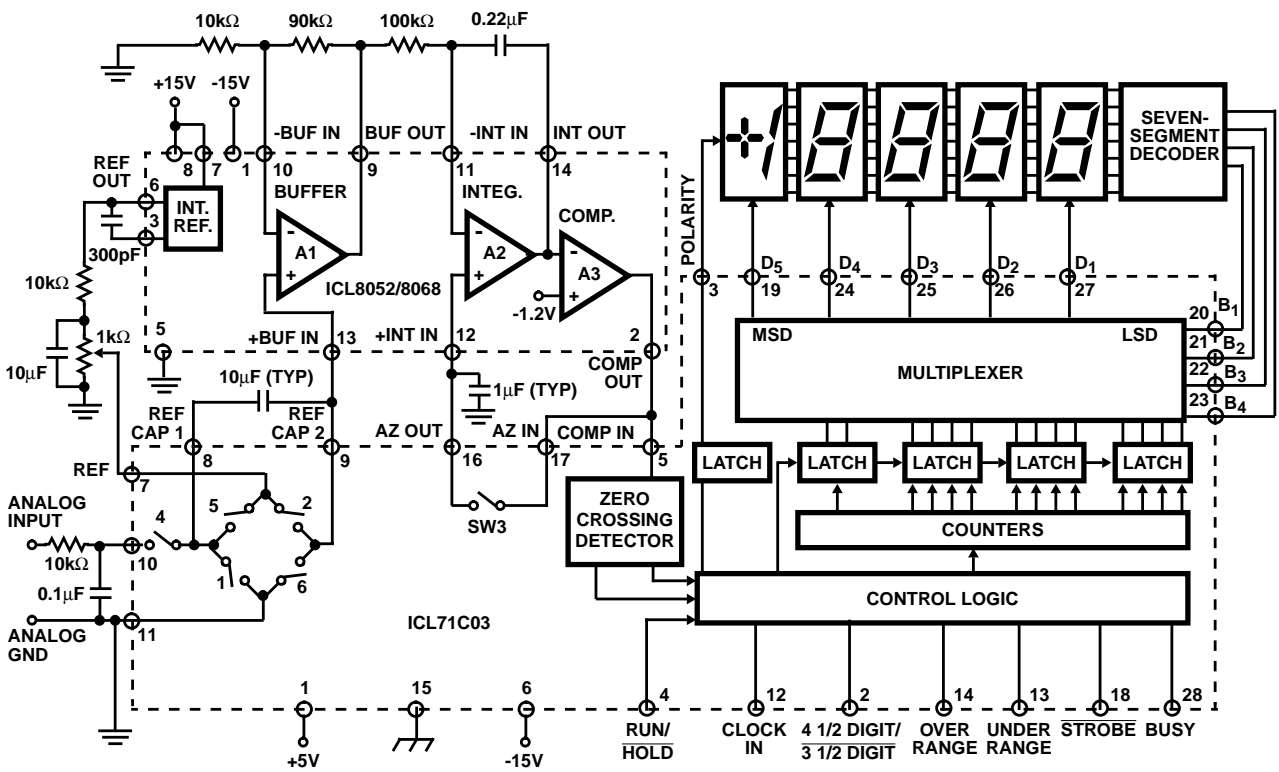 10kΩ 90kΩ 100kΩ 0.22μF
+15V -15V
-BUF IN BUF OUT -INT IN INT OUT
8 7 1 10 9 11 14
REF
OUT
6
3
INT.
REF.
300pF
BUFFER
A1
INTEG.
A2
COMP.
A3
-1.2V
ICL8052/8068
10kΩ
1kΩ
10μF
5
+BUF IN 13
+INT IN 12
2
COMP
OUT
10μF (TYP)
1μF (TYP)
REF
CAP 1
REF
CAP 2
AZ OUT AZ IN COMP IN
8 9 16 17 5
REF
7
ANALOG
INPUT
10kΩ
10
4
5 2
1 6
0.1μF
ANALOG
GND
11
SW3
ZERO
CROSSING
DETECTOR
ICL71C03
+1 8 8 8 8
SEVEN-
SEGMENT
DECODER
POLARITY
3
D5 D4 D3 D2 D1
19 24 25 26 27
MSD LSD
MULTIPLEXER
20 B1
21 B2
22 B3
23 B4
LATCH LATCH LATCH LATCH LATCH
COUNTERS
CONTROL LOGIC
1 15 6 4 12 2 14 13 18 28
+5V
-15V
RUN/
HOLD
CLOCK
IN
4 1/2 DIGIT/
3 1/2 DIGIT
OVER
RANGE
UNDER
RANGE
STROBE
BUSY